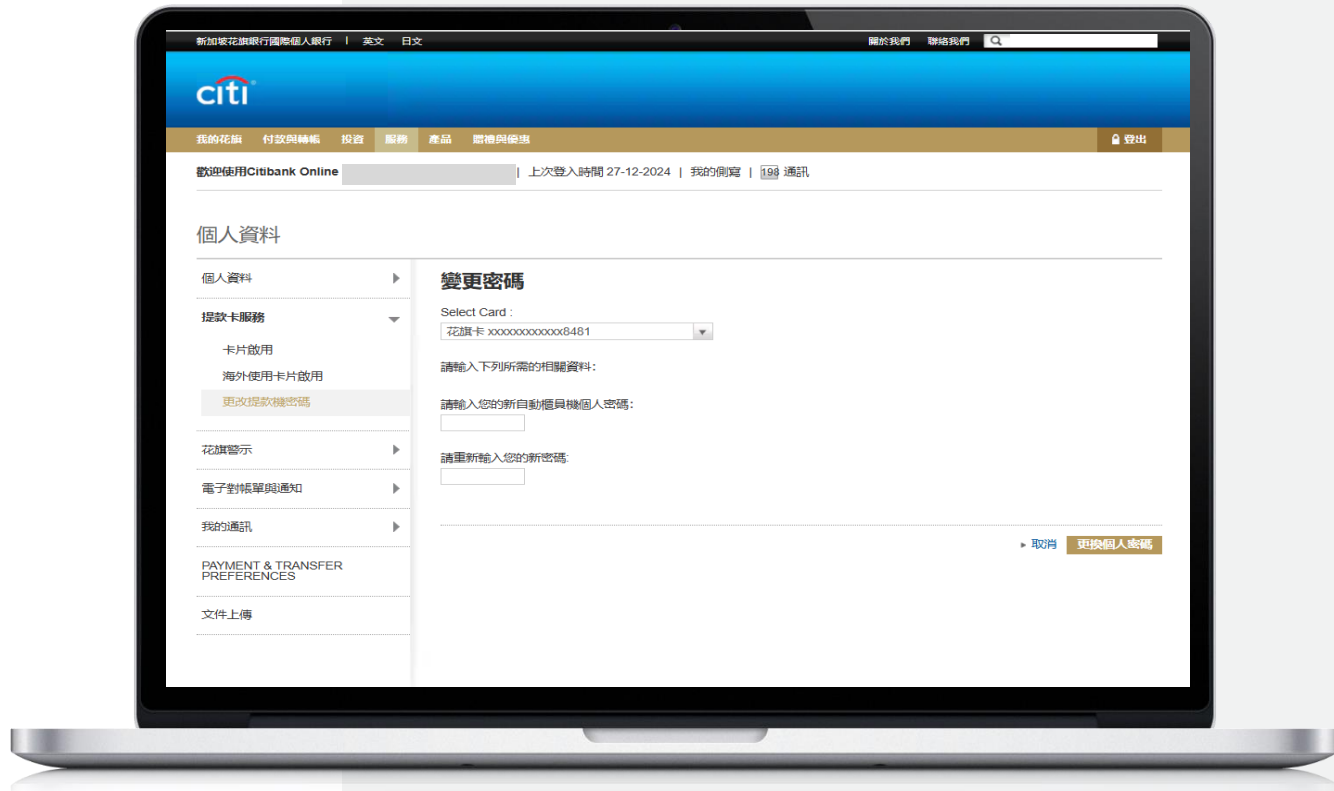 新加坡花旗銀行國際個人銀行 | 英文 日文 關於我們 聯絡我們
citi
我的花旗 付款與轉帳 投資 服務 產品 贈禮與優惠 登出
歡迎使用Citibank Online | 上次登入時間 27-12-2024 | 我的側寫 | 198 通訊
個人資料
個人資料
提款卡服務
卡片啟用
海外使用卡片啟用
更改提款機密碼
花旗警示
電子對帳單與通知
我的通訊
PAYMENT & TRANSFER
PREFERENCES
文件上傳
變更密碼
Select Card :
花旗卡 xxxxxxxxxxxx8481
請輸入下列所需的相關資料:
請輸入您的新自動櫃員機個人密碼:
請重新輸入您的新密碼:
取消 更換個人密碼